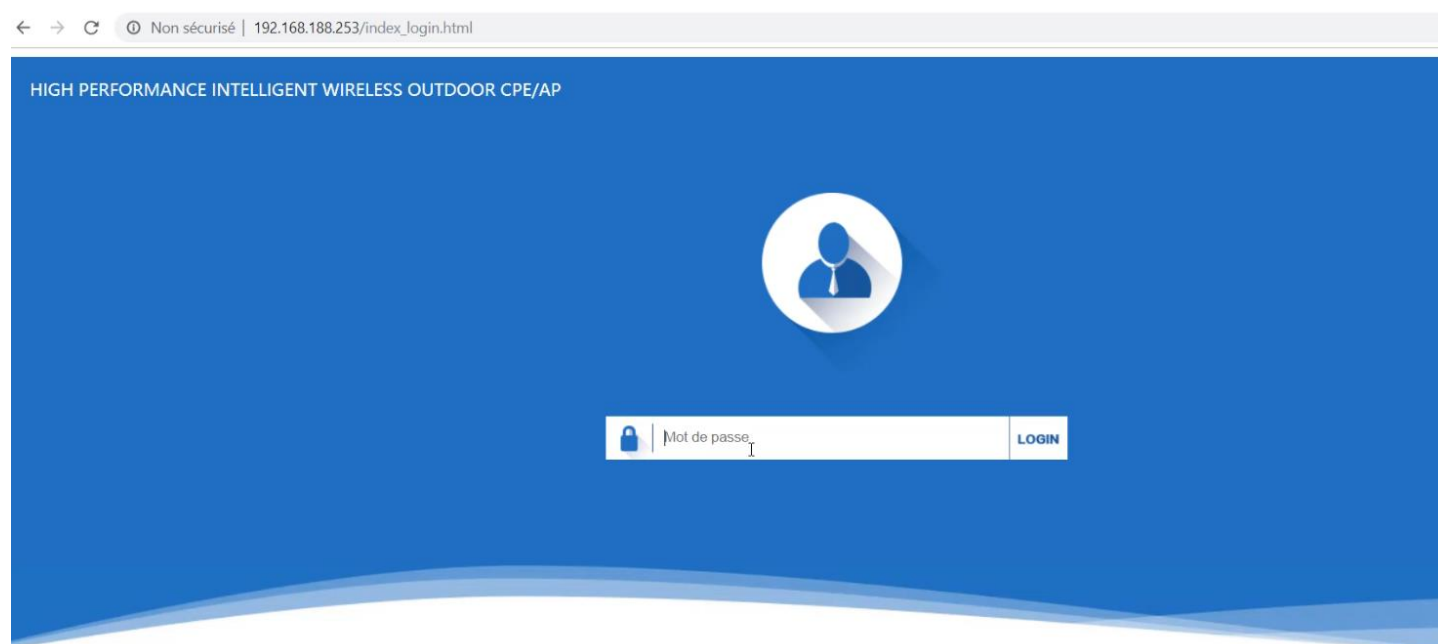 Non sécurisé | 192.168.188.253/index_login.html
HIGH PERFORMANCE INTELLIGENT WIRELESS OUTDOOR CPE/AP
Mot de passe
LOGIN